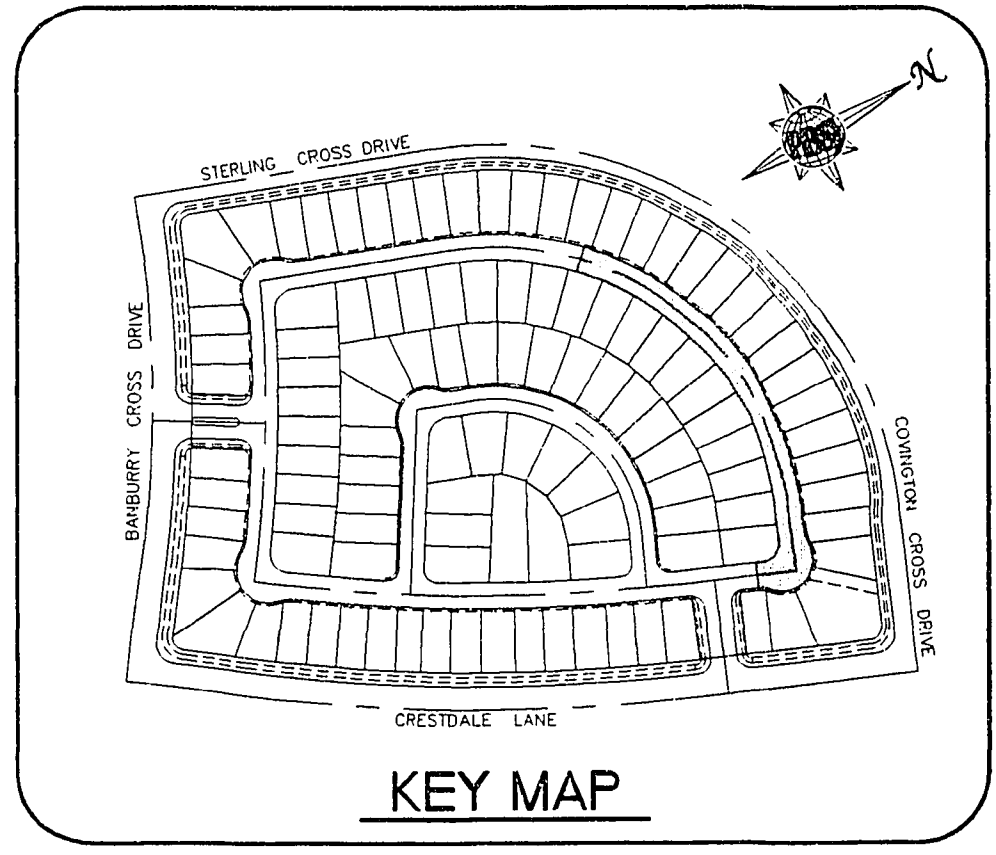 N
STERLING CROSS DRIVE
BANBURRY CROSS DRIVE
COVINGTON CROSS DRIVE
CRESTDALE LANE
KEY MAP